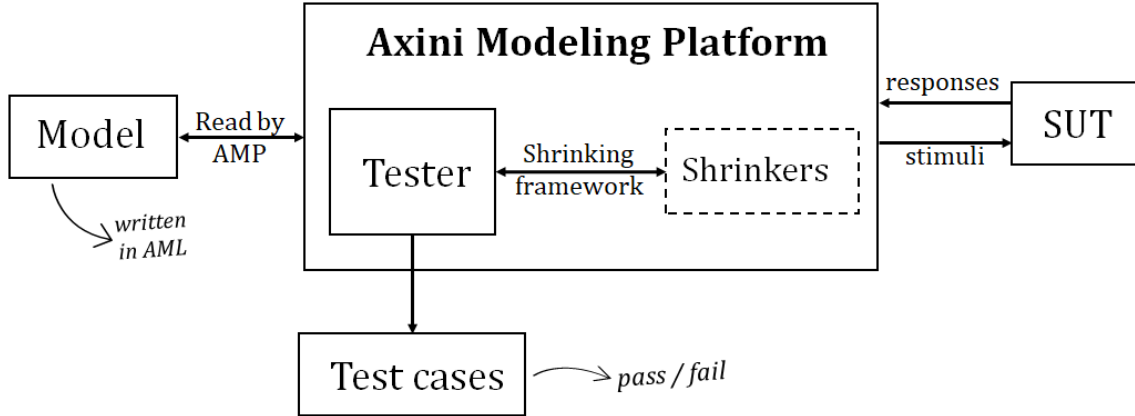 Axini Modeling Platform
Model
Read by
AMP
written
in AML
Tester
Shrinking
framework
Shrinkers
responses
stimuli
SUT
Test cases
pass / fail